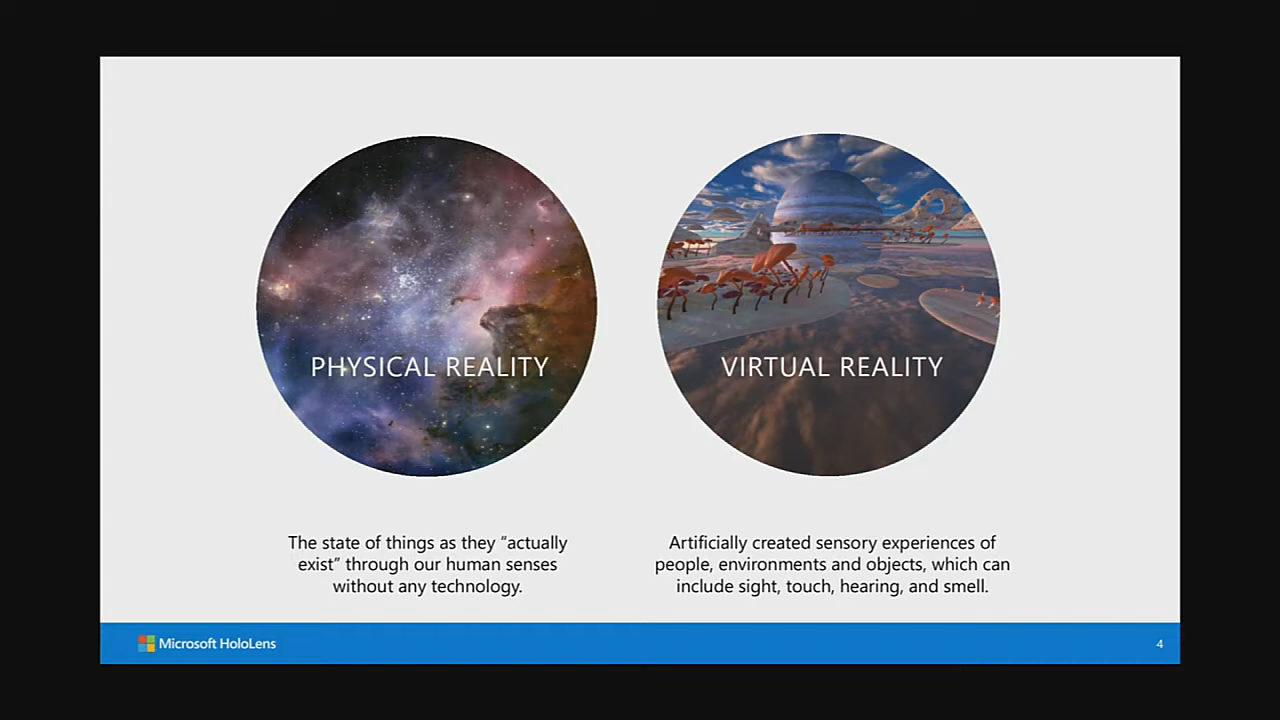 PHYSICAL REALITY
VIRTUAL REALITY
The state of things as they “actually
exist” through our human senses
without any technology.
Artificially created sensory experiences of
people, environments and objects, which can
include sight, touch, hearing, and smell.
Microsoft HoloLens
4